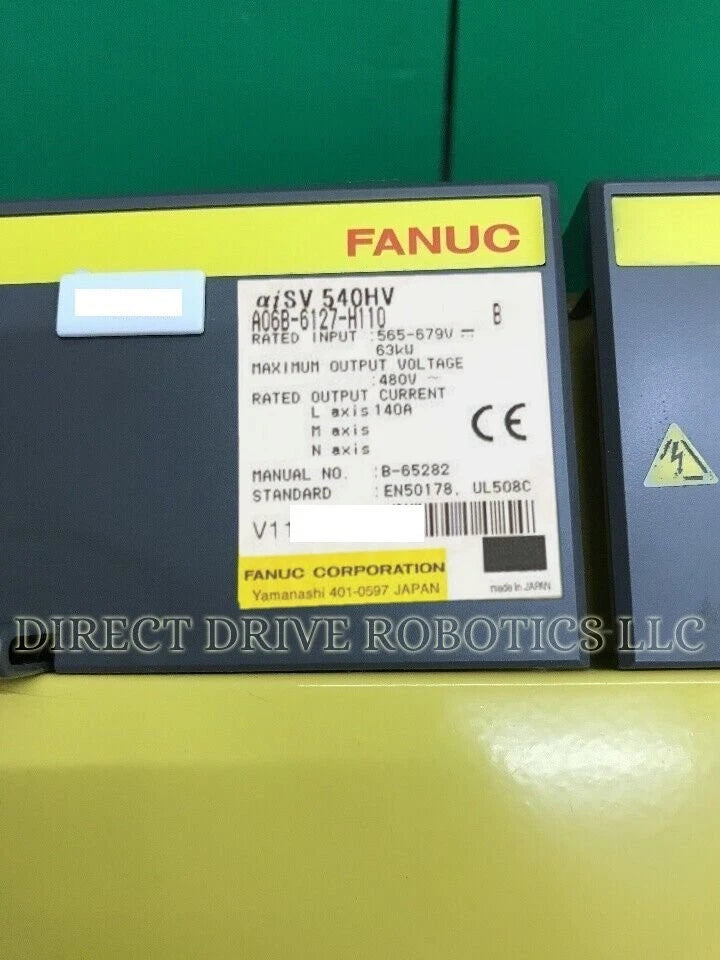 FANUC
αiSV 540HV
A06B-6127-H110 B
RATED INPUT :565-679V ⎓
63kW
MAXIMUM OUTPUT VOLTAGE
:480V ~
RATED OUTPUT CURRENT
L axis 140A
M axis
N axis
CE
MANUAL NO. :B-65282
STANDARD :EN50178, UL508C
V11
FANUC CORPORATION
Yamanashi 401-0597 JAPAN
made in JAPAN
DIRECT DRIVE ROBOTICS LLC